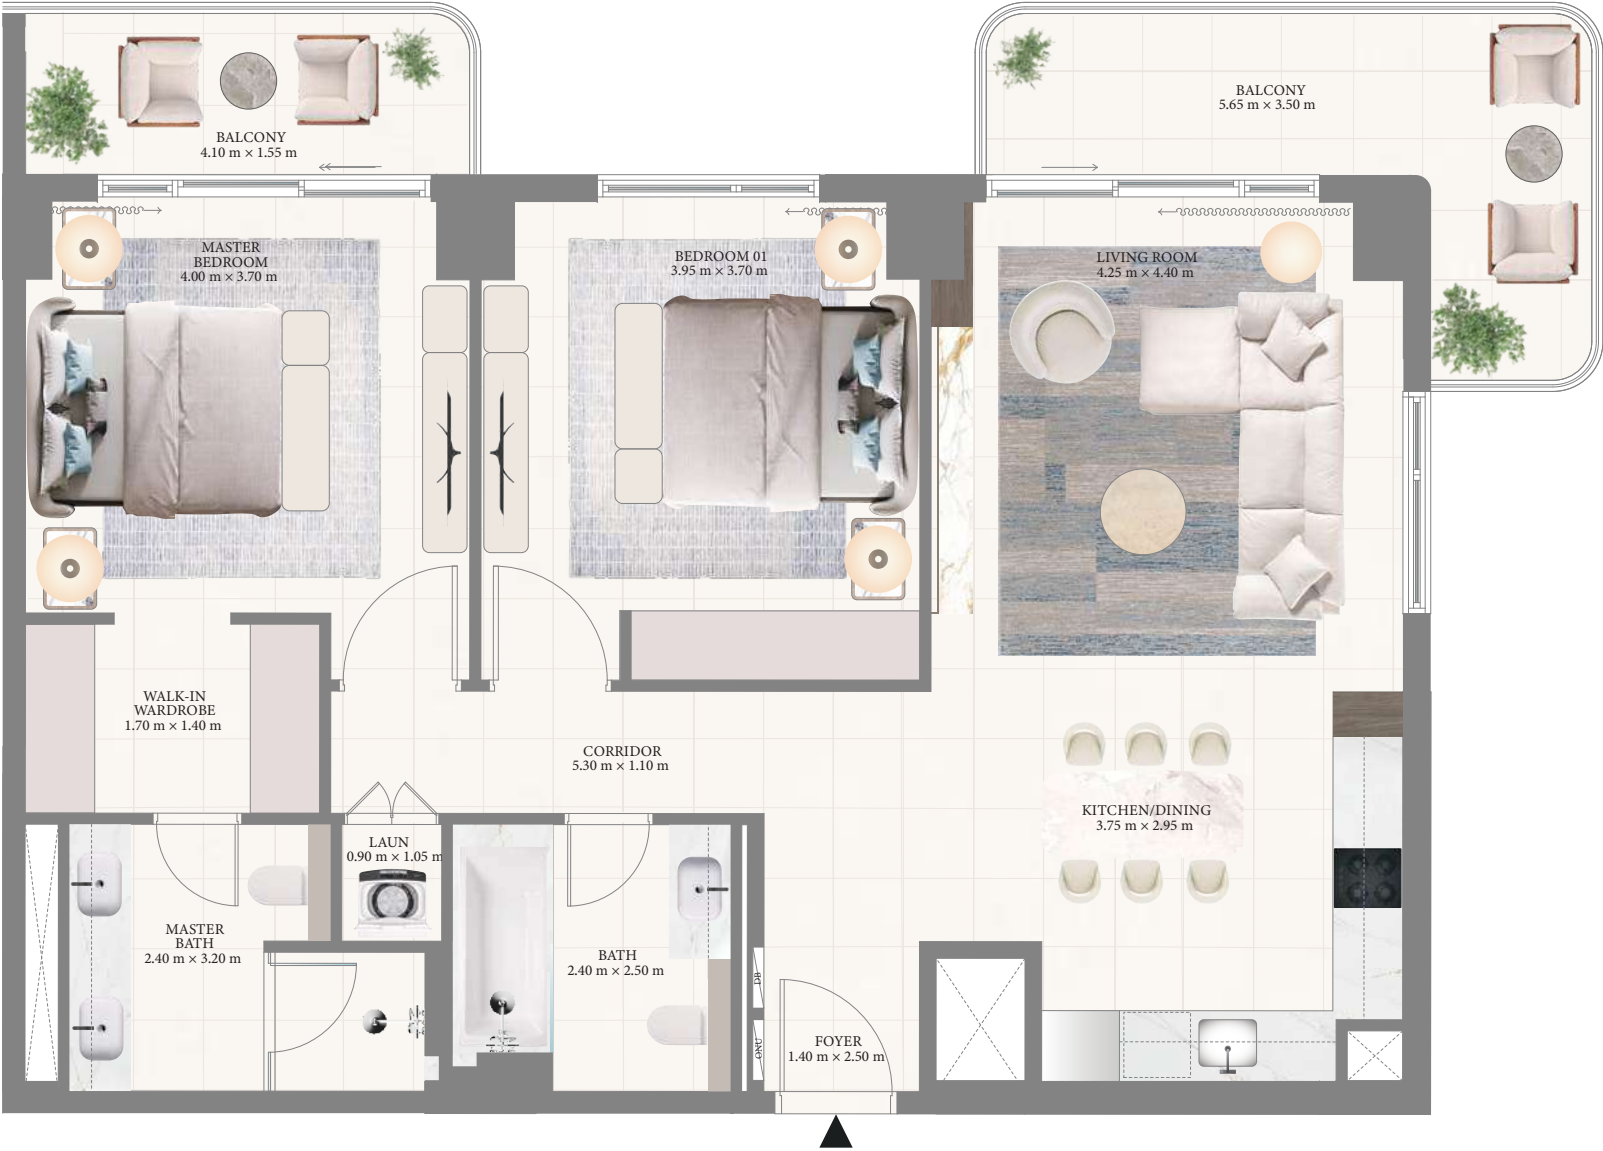 BALCONY
4.10 m × 1.55 m
BALCONY
5.65 m × 3.50 m
MASTER
BEDROOM
4.00 m × 3.70 m
BEDROOM 01
3.95 m × 3.70 m
LIVING ROOM
4.25 m × 4.40 m
WALK-IN
WARDROBE
1.70 m × 1.40 m
CORRIDOR
5.30 m × 1.10 m
KITCHEN/DINING
3.75 m × 2.95 m
LAUN
0.90 m × 1.05 m
MASTER
BATH
2.40 m × 3.20 m
BATH
2.40 m × 2.50 m
DB
ONU
FOYER
1.40 m × 2.50 m